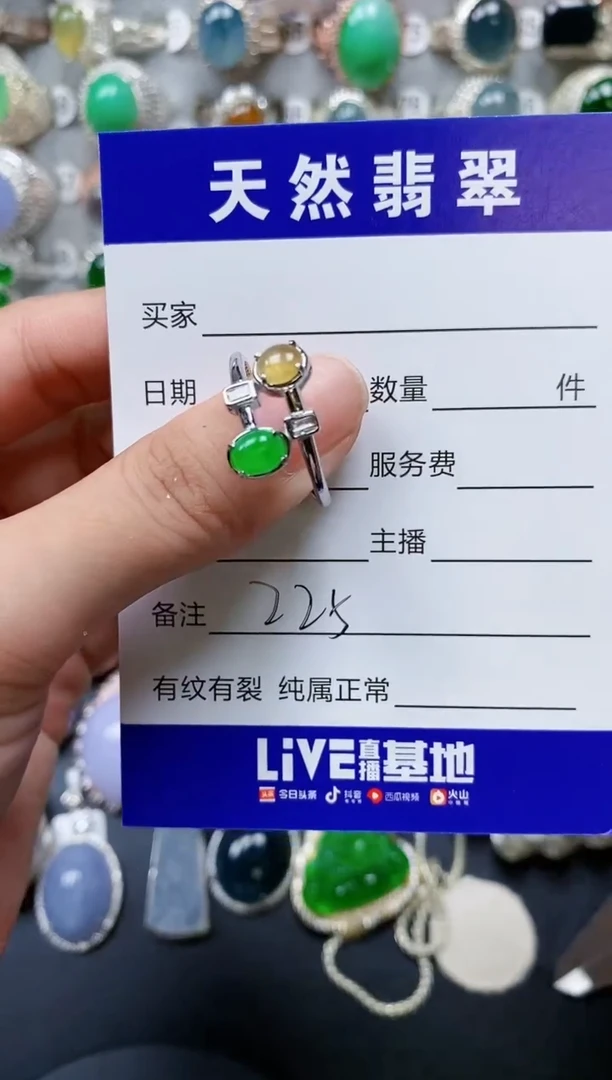 天然翡翠
买家
日期 数量 件
服务费
主播
备注 225
有纹有裂 纯属正常
LiVE直播基地
今日头条 抖音 西瓜视频 火山